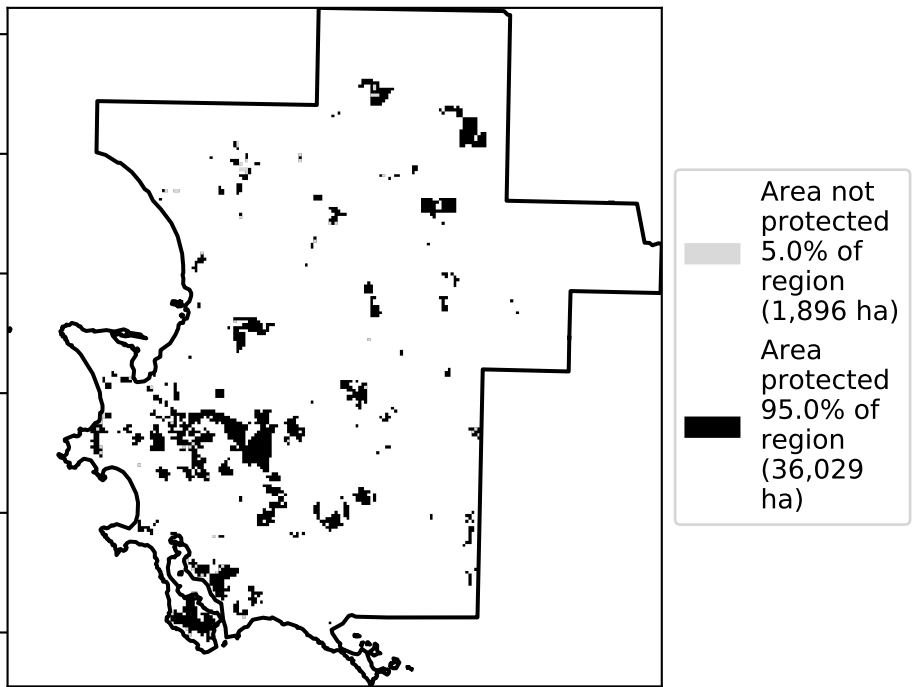 Area not
protected
5.0% of
region
(1,896 ha)
Area
protected
95.0% of
region
(36,029
ha)